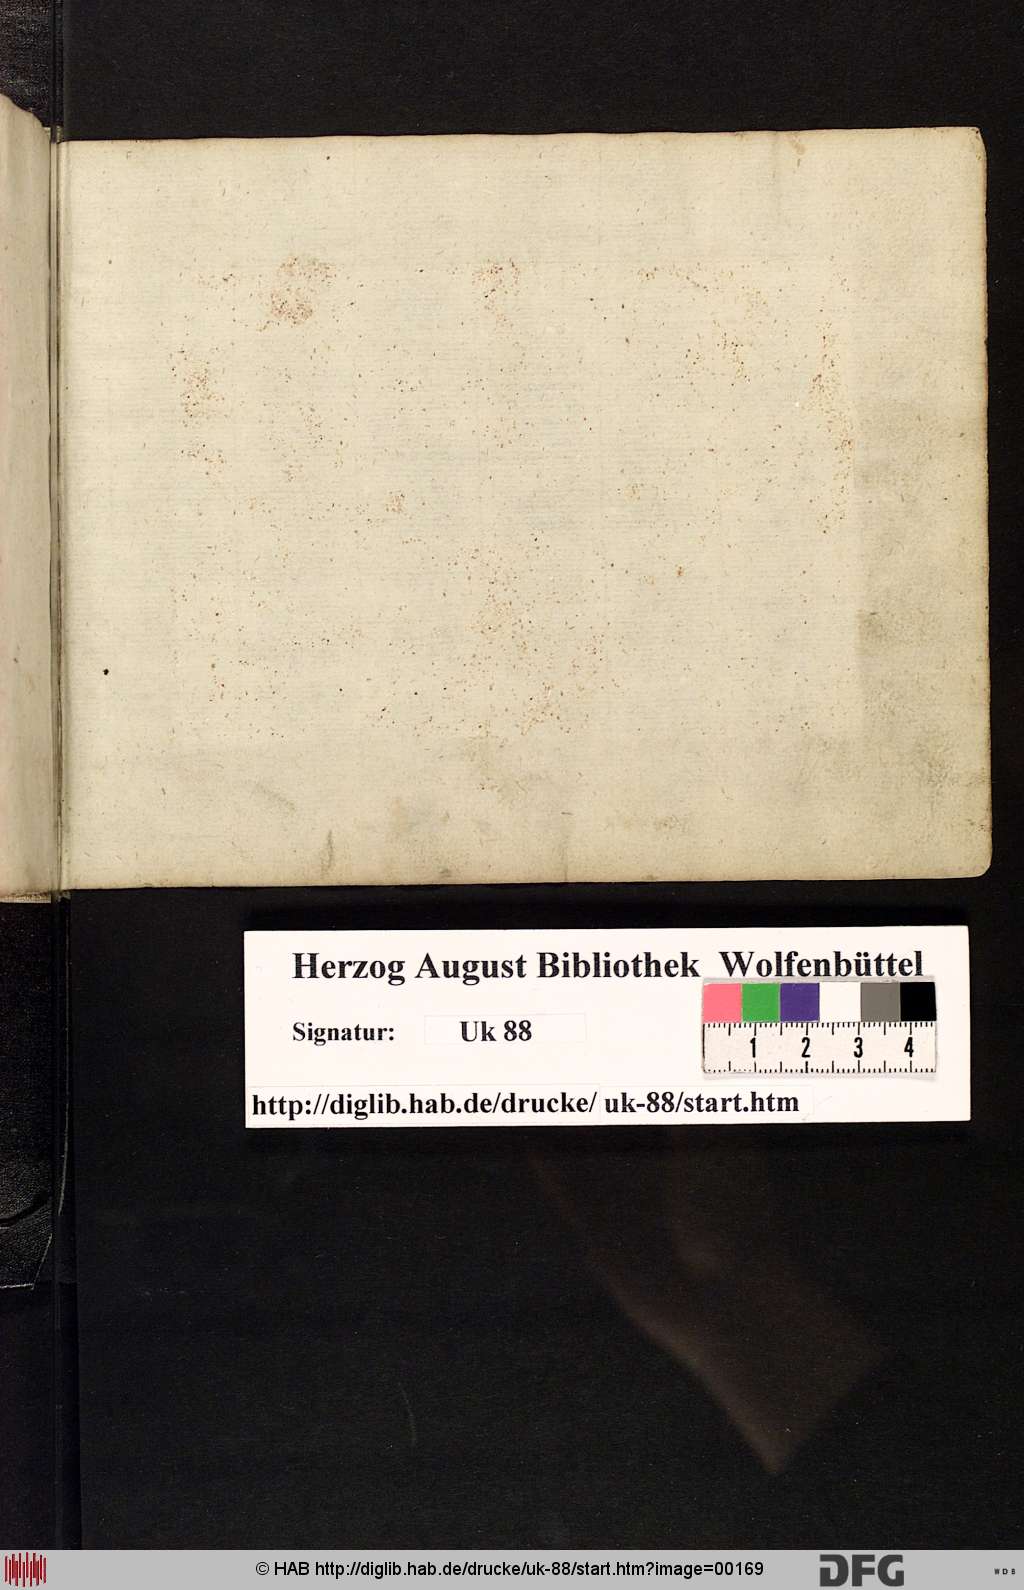 Herzog August Bibliothek Wolfenbüttel
Signatur: Uk 88
1 2 3 4
http://diglib.hab.de/drucke/ uk-88/start.htm
© HAB http://diglib.hab.de/drucke/uk-88/start.htm?image=00169
DFG
WDB